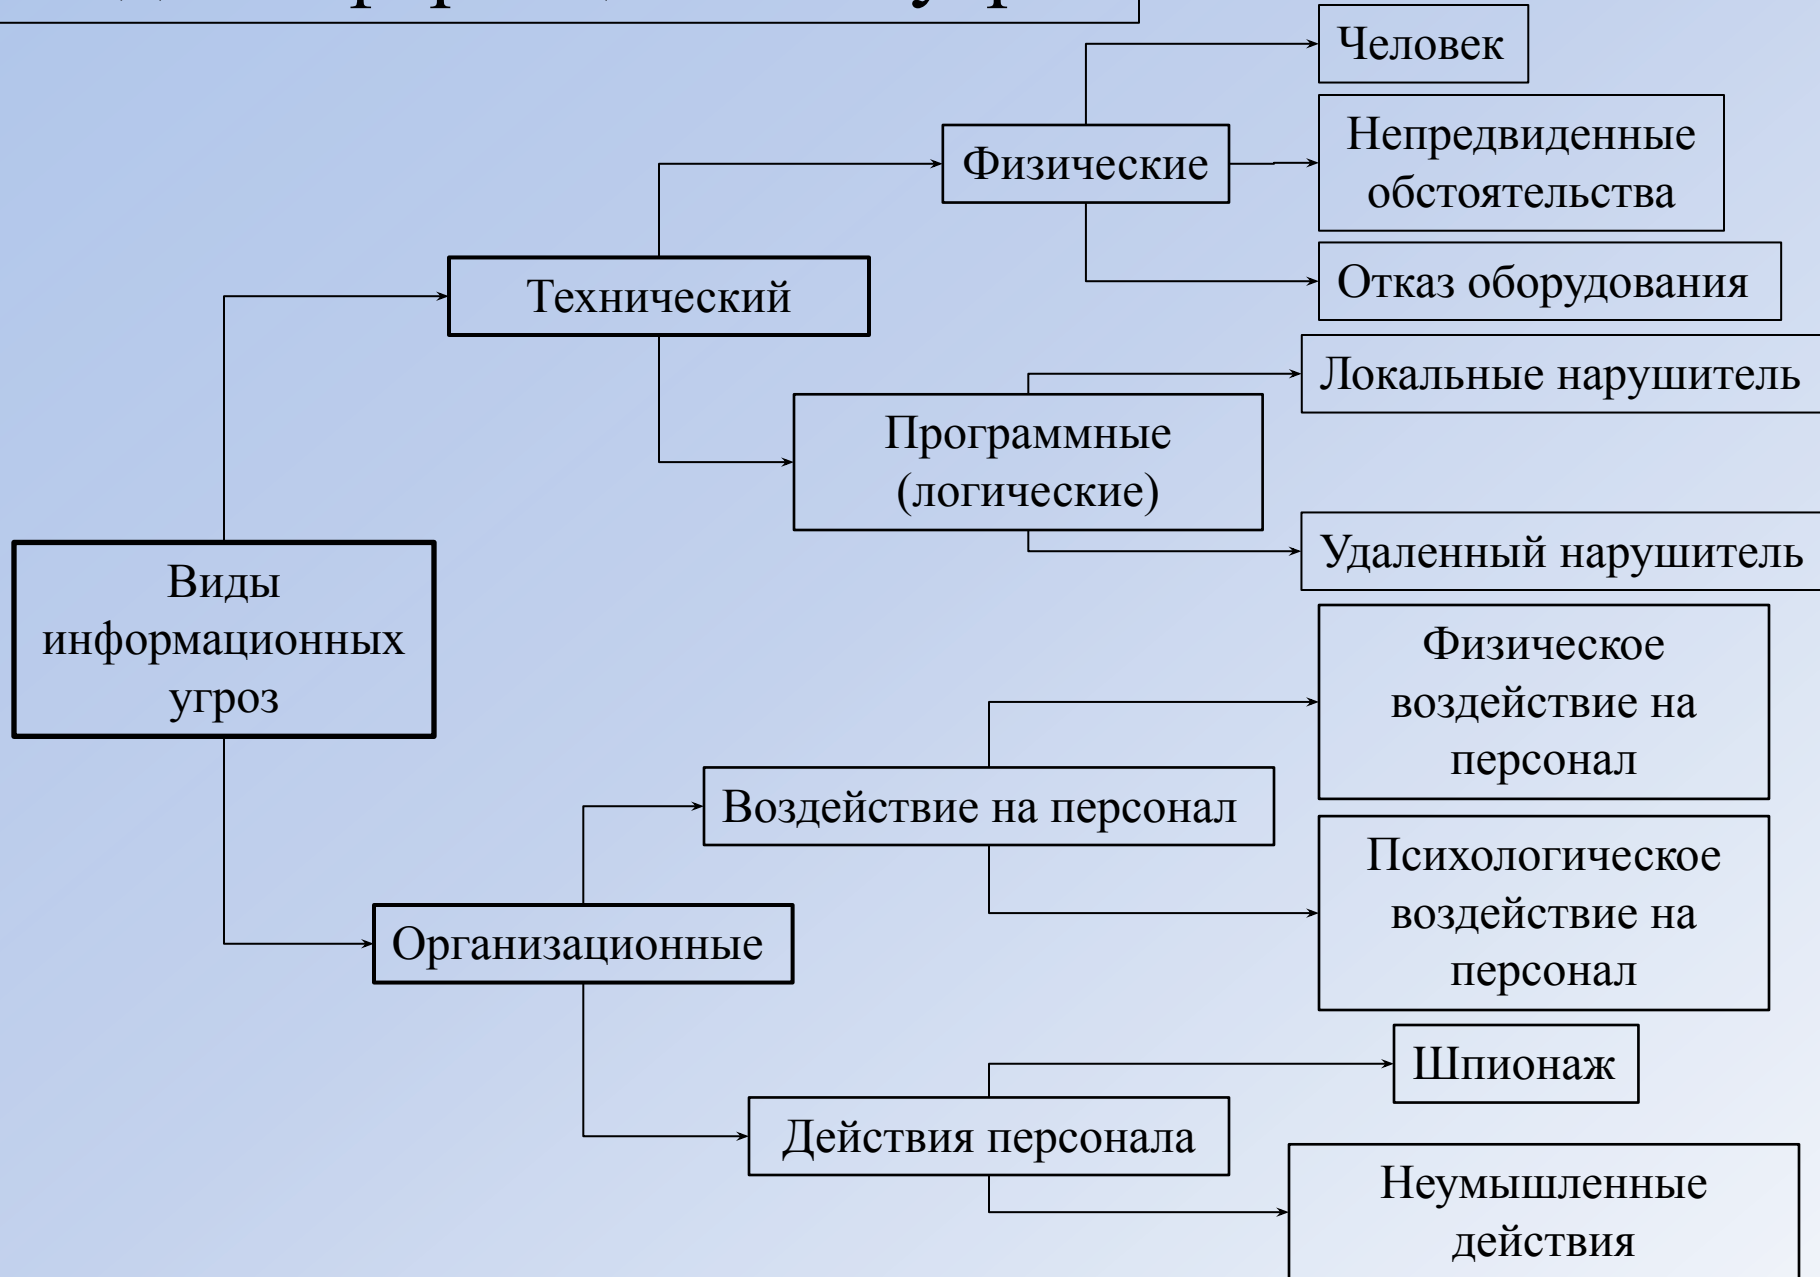 Человек
Непредвиденные
обстоятельства
Физические
Отказ оборудования
Технический
Локальные нарушитель
Программные
(логические)
Удаленный нарушитель
Виды
информационных
угроз
Физическое
воздействие на
персонал
Воздействие на персонал
Психологическое
воздействие на
персонал
Организационные
Шпионаж
Действия персонала
Неумышленные
действия